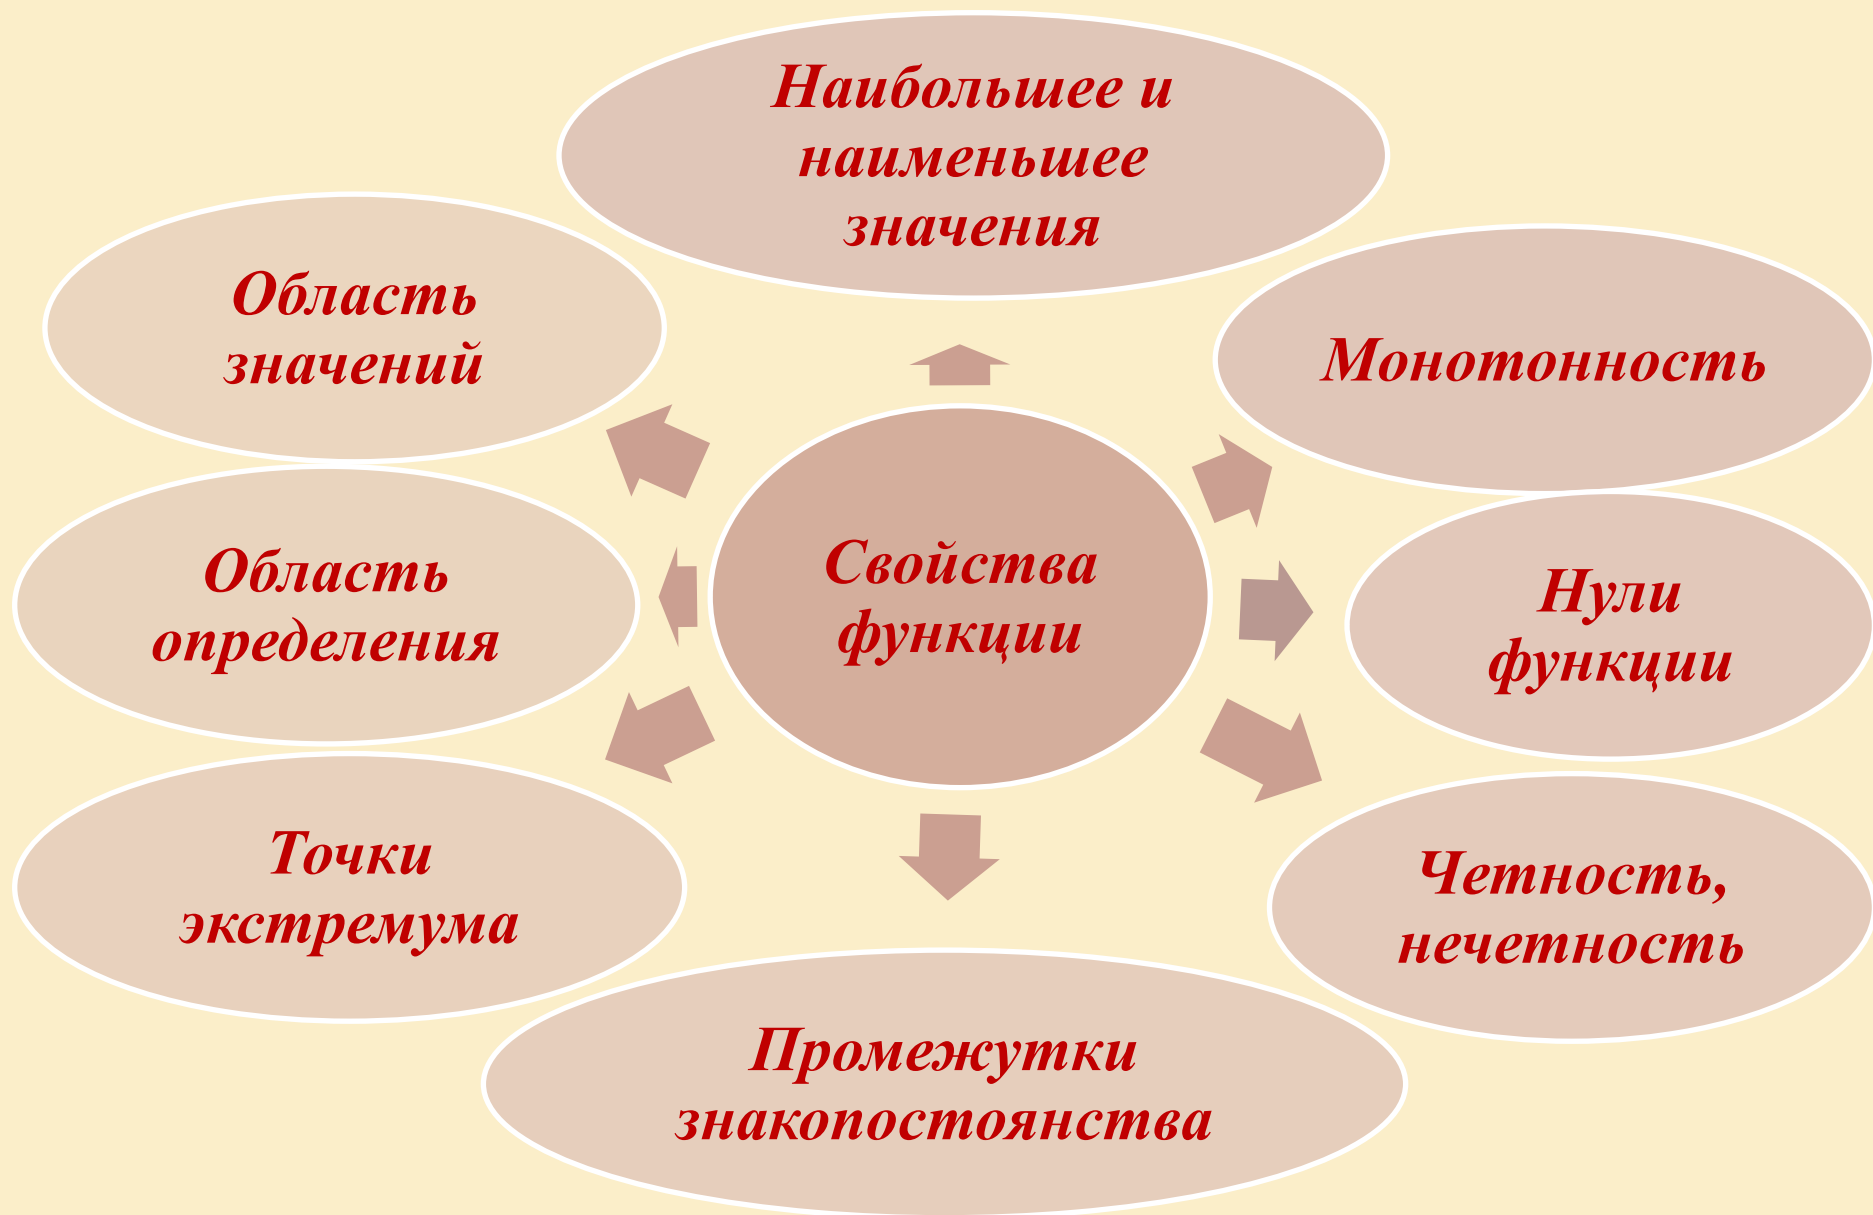 Наибольшее и
наименьшее
значения
Область
значений
Монотонность
Область
определения
Свойства
функции
Нули
функции
Точки
экстремума
Четность,
нечетность
Промежутки
знакопостоянства